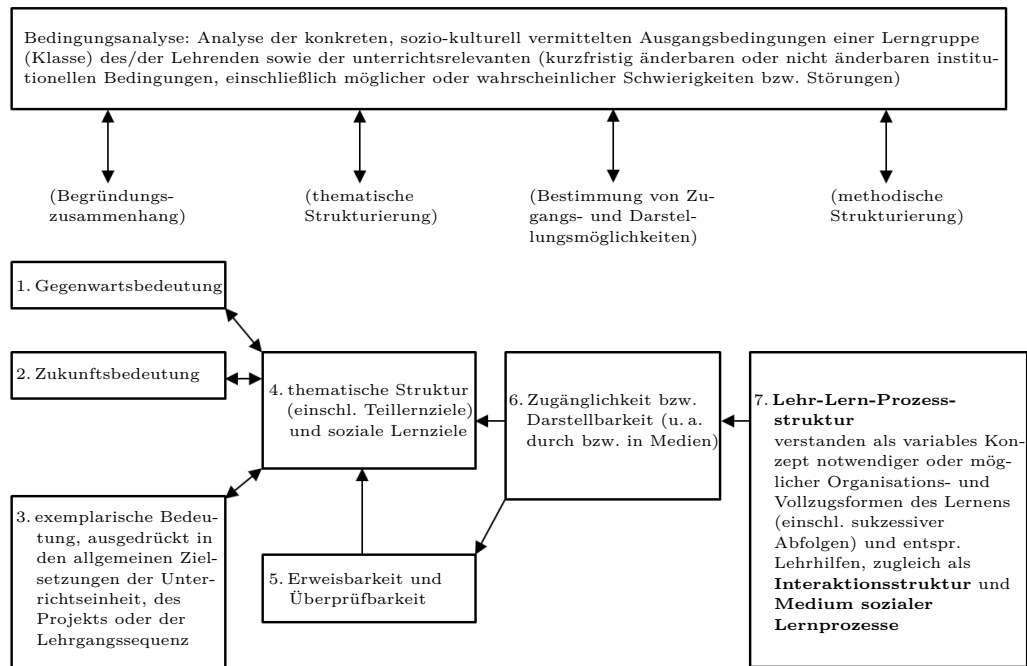 Bedingungsanalyse: Analyse der konkreten, sozio-kulturell vermittelten Ausgangsbedingungen einer Lerngruppe
(Klasse) des/der Lehrenden sowie der unterrichtsrelevanten (kurzfristig änderbaren oder nicht änderbaren institu-
tionellen Bedingungen, einschließlich möglicher oder wahrscheinlicher Schwierigkeiten bzw. Störungen)
(Begründungs-
zusammenhang)
(thematische
Strukturierung)
(Bestimmung von Zu-
gangs- und Darstel-
lungsmöglichkeiten)
(methodische
Strukturierung)
1. Gegenwartsbedeutung
2. Zukunftsbedeutung
3. exemplarische Bedeu-
tung, ausgedrückt in
den allgemeinen Ziel-
setzungen der Unter-
richtseinheit, des
Projekts oder der
Lehrgangssequenz
4. thematische Struktur
(einschl. Teillernziele)
und soziale Lernziele
5. Erweisbarkeit und
Überprüfbarkeit
6. Zugänglichkeit bzw.
Darstellbarkeit (u. a.
durch bzw. in Medien)
7. Lehr-Lern-Prozess-
struktur
verstanden als variables Kon-
zept notwendiger oder mög-
licher Organisations- und
Vollzugsformen des Lernens
(einschl. sukzessiver
Abfolgen) und entspr.
Lehrhilfen, zugleich als
Interaktionsstruktur und
Medium sozialer
Lernprozesse